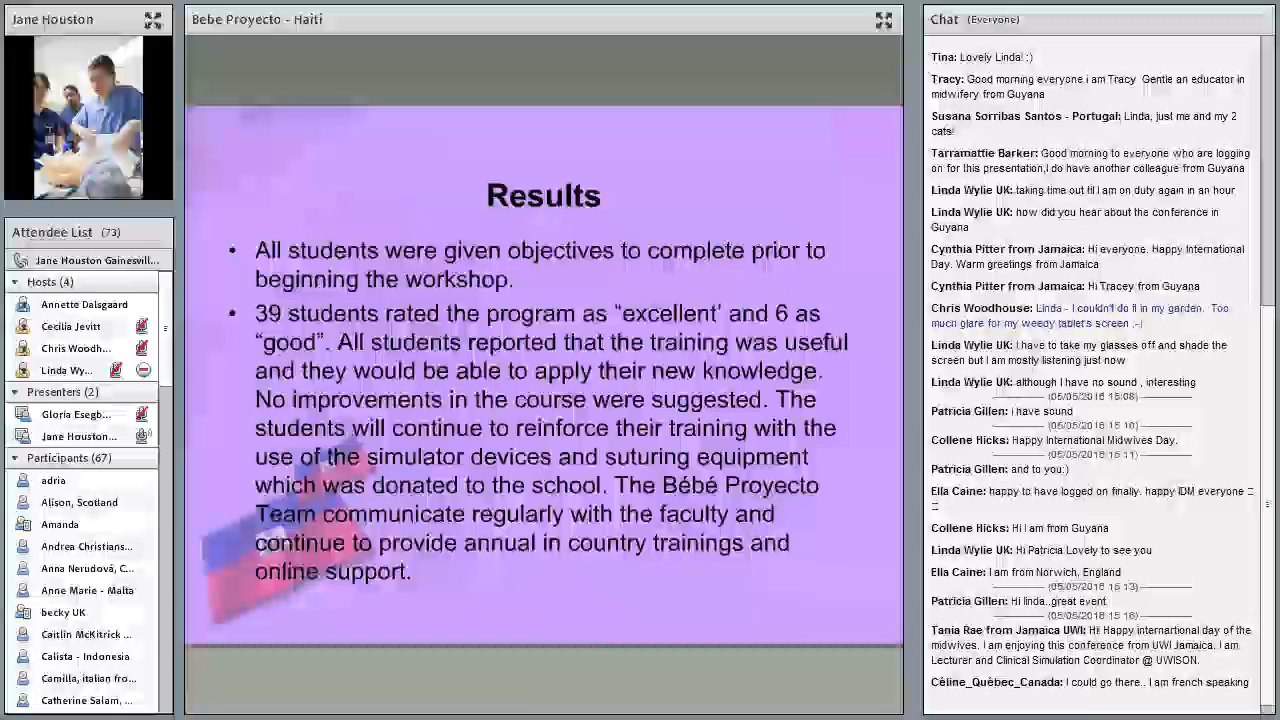 Jane Houston
Attendee List (73)
Jane Houston Gainesvill...
Hosts (4)
Annette Dalsgaard
Cecilia Jevitt
Chris Woodh...
Linda Wy...
Presenters (2)
Gloria Esegb...
Jane Houston...
Participants (67)
adria
Alison, Scotland
Amanda
Andrea Christians...
Anna Nerudová, C...
Anne Marie - Malta
becky UK
Caitlin McKitrick ...
Calista - Indonesia
Camilla, italian fro...
Catherine Salam, ...
Bebe Proyecto - Haiti
Results
• All students were given objectives to complete prior to
beginning the workshop.
• 39 students rated the program as “excellent’ and 6 as
“good”. All students reported that the training was useful
and they would be able to apply their new knowledge.
No improvements in the course were suggested. The
students will continue to reinforce their training with the
use of the simulator devices and suturing equipment
which was donated to the school. The Bébé Proyecto
Team communicate regularly with the faculty and
continue to provide annual in country trainings and
online support.
Chat (Everyone)
Tina: Lovely Linda! :)
Tracy: Good morning everyone i am Tracy Gentle an educator in
midwifery from Guyana
Susana Sorribas Santos - Portugal: Linda, just me and my 2
cats!
Tarramattie Barker: Good morning to everyone who are logging
on for this presentation,I do have another colleague from Guyana
Linda Wylie UK: taking time out til I am on duty again in an hour
Linda Wylie UK: how did you hear about the conference in
Guyana
Cynthia Pitter from Jamaica: Hi everyone. Happy International
Day. Warm greetings from Jamaica
Cynthia Pitter from Jamaica: Hi Tracey from Guyana
Chris Woodhouse: Linda - I couldn't do it in my garden. Too
much glare for my weedy tablet's screen ;-)
Linda Wylie UK: I have to take my glasses off and shade the
screen but I am mostly listening just now
Linda Wylie UK: although I have no sound , interesting
(05/05/2016 15:08)
Patricia Gillen: i have sound
(05/05/2016 15:10)
Collene Hicks: Happy International Midwives Day.
(05/05/2016 15:11)
Patricia Gillen: and to you:)
Ella Caine: happy to have logged on finally. happy IDM everyone
Collene Hicks: Hi I am from Guyana
Linda Wylie UK: Hi Patricia Lovely to see you
Ella Caine: I am from Norwich, England
(05/05/2016 15:13)
Patricia Gillen: Hi linda..great event
(05/05/2016 15:16)
Tania Rae from Jamaica UWI: Hi Happy internartional day of the
midwives. I am enjoying this conference from UWI Jamaica. I am
Lecturer and Clinical Simulation Coordinator @ UWISON.
Céline_Québec_Canada: I could go there.. I am french speaking